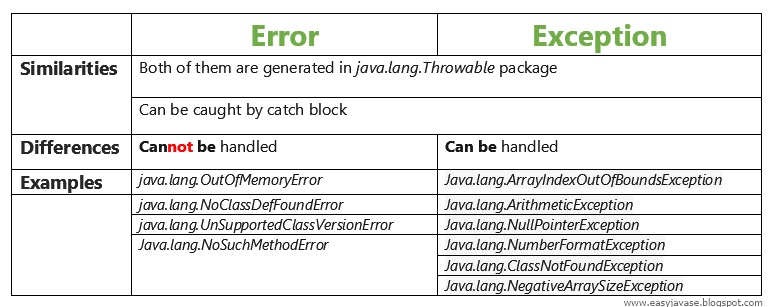 Error Exception
Similarities Both of them are generated in java.lang.Throwable package
Can be caught by catch block
Differences Cannot be handled Can be handled
Examples java.lang.OutOfMemoryError Java.lang.ArrayIndexOutOfBoundsException
java.lang.NoClassDefFoundError Java.lang.ArithmeticException
java.lang.UnSupportedClassVersionError Java.lang.NullPointerException
Java.lang.NoSuchMethodError Java.lang.NumberFormatException
Java.lang.ClassNotFoundException
Java.lang.NegativeArraySizeException
www.easyjavase.blogspot.com